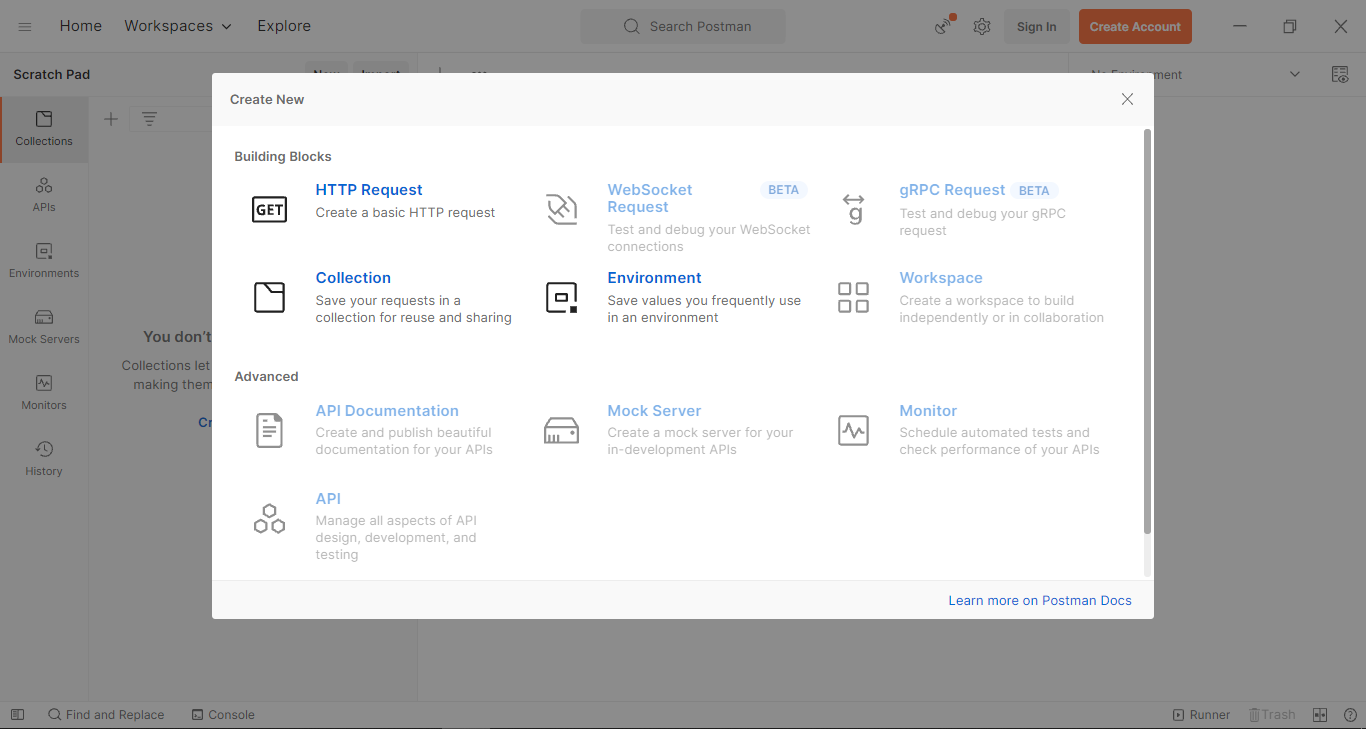 Home Workspaces Explore Search Postman Sign In Create Account
Scratch Pad New Import No Environment
Create New
Collections
APIs
Environments
Mock Servers
Monitors
History
You don't
Collections let
making them
Building Blocks
HTTP Request
Create a basic HTTP request
GET
WebSocket
Request
BETA
Test and debug your WebSocket
connections
gRPC Request BETA
Test and debug your gRPC
request
g
Collection
Save your requests in a
collection for reuse and sharing
Environment
Save values you frequently use
in an environment
Workspace
Create a workspace to build
independently or in collaboration
Advanced
API Documentation
Create and publish beautiful
documentation for your APIs
Mock Server
Create a mock server for your
in-development APIs
Monitor
Schedule automated tests and
check performance of your APIs
API
Manage all aspects of API
design, development, and
testing
Learn more on Postman Docs
Find and Replace Console Runner Trash